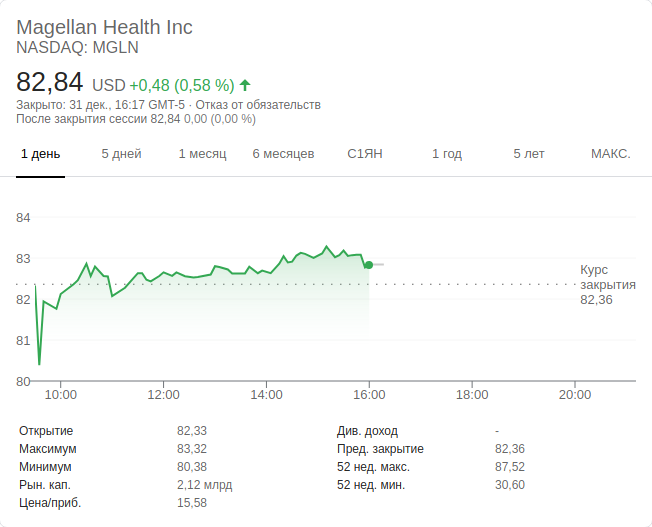 Magellan Health Inc
NASDAQ: MGLN
82,84 USD +0,48 (0,58 %)
Закрыто: 31 дек., 16:17 GMT-5 · Отказ от обязательств
После закрытия сессии 82,84 0,00 (0,00 %)
1 день 5 дней 1 месяц 6 месяцев С1ЯН 1 год 5 лет МАКС.
84
83
Курс
закрытия
82,36
82
81
80
10:00 12:00 14:00 16:00 18:00 20:00
Открытие 82,33 Див. доход -
Максимум 83,32 Пред. закрытие 82,36
Минимум 80,38 52 нед. макс. 87,52
Рын. кап. 2,12 млрд 52 нед. мин. 30,60
Цена/приб. 15,58